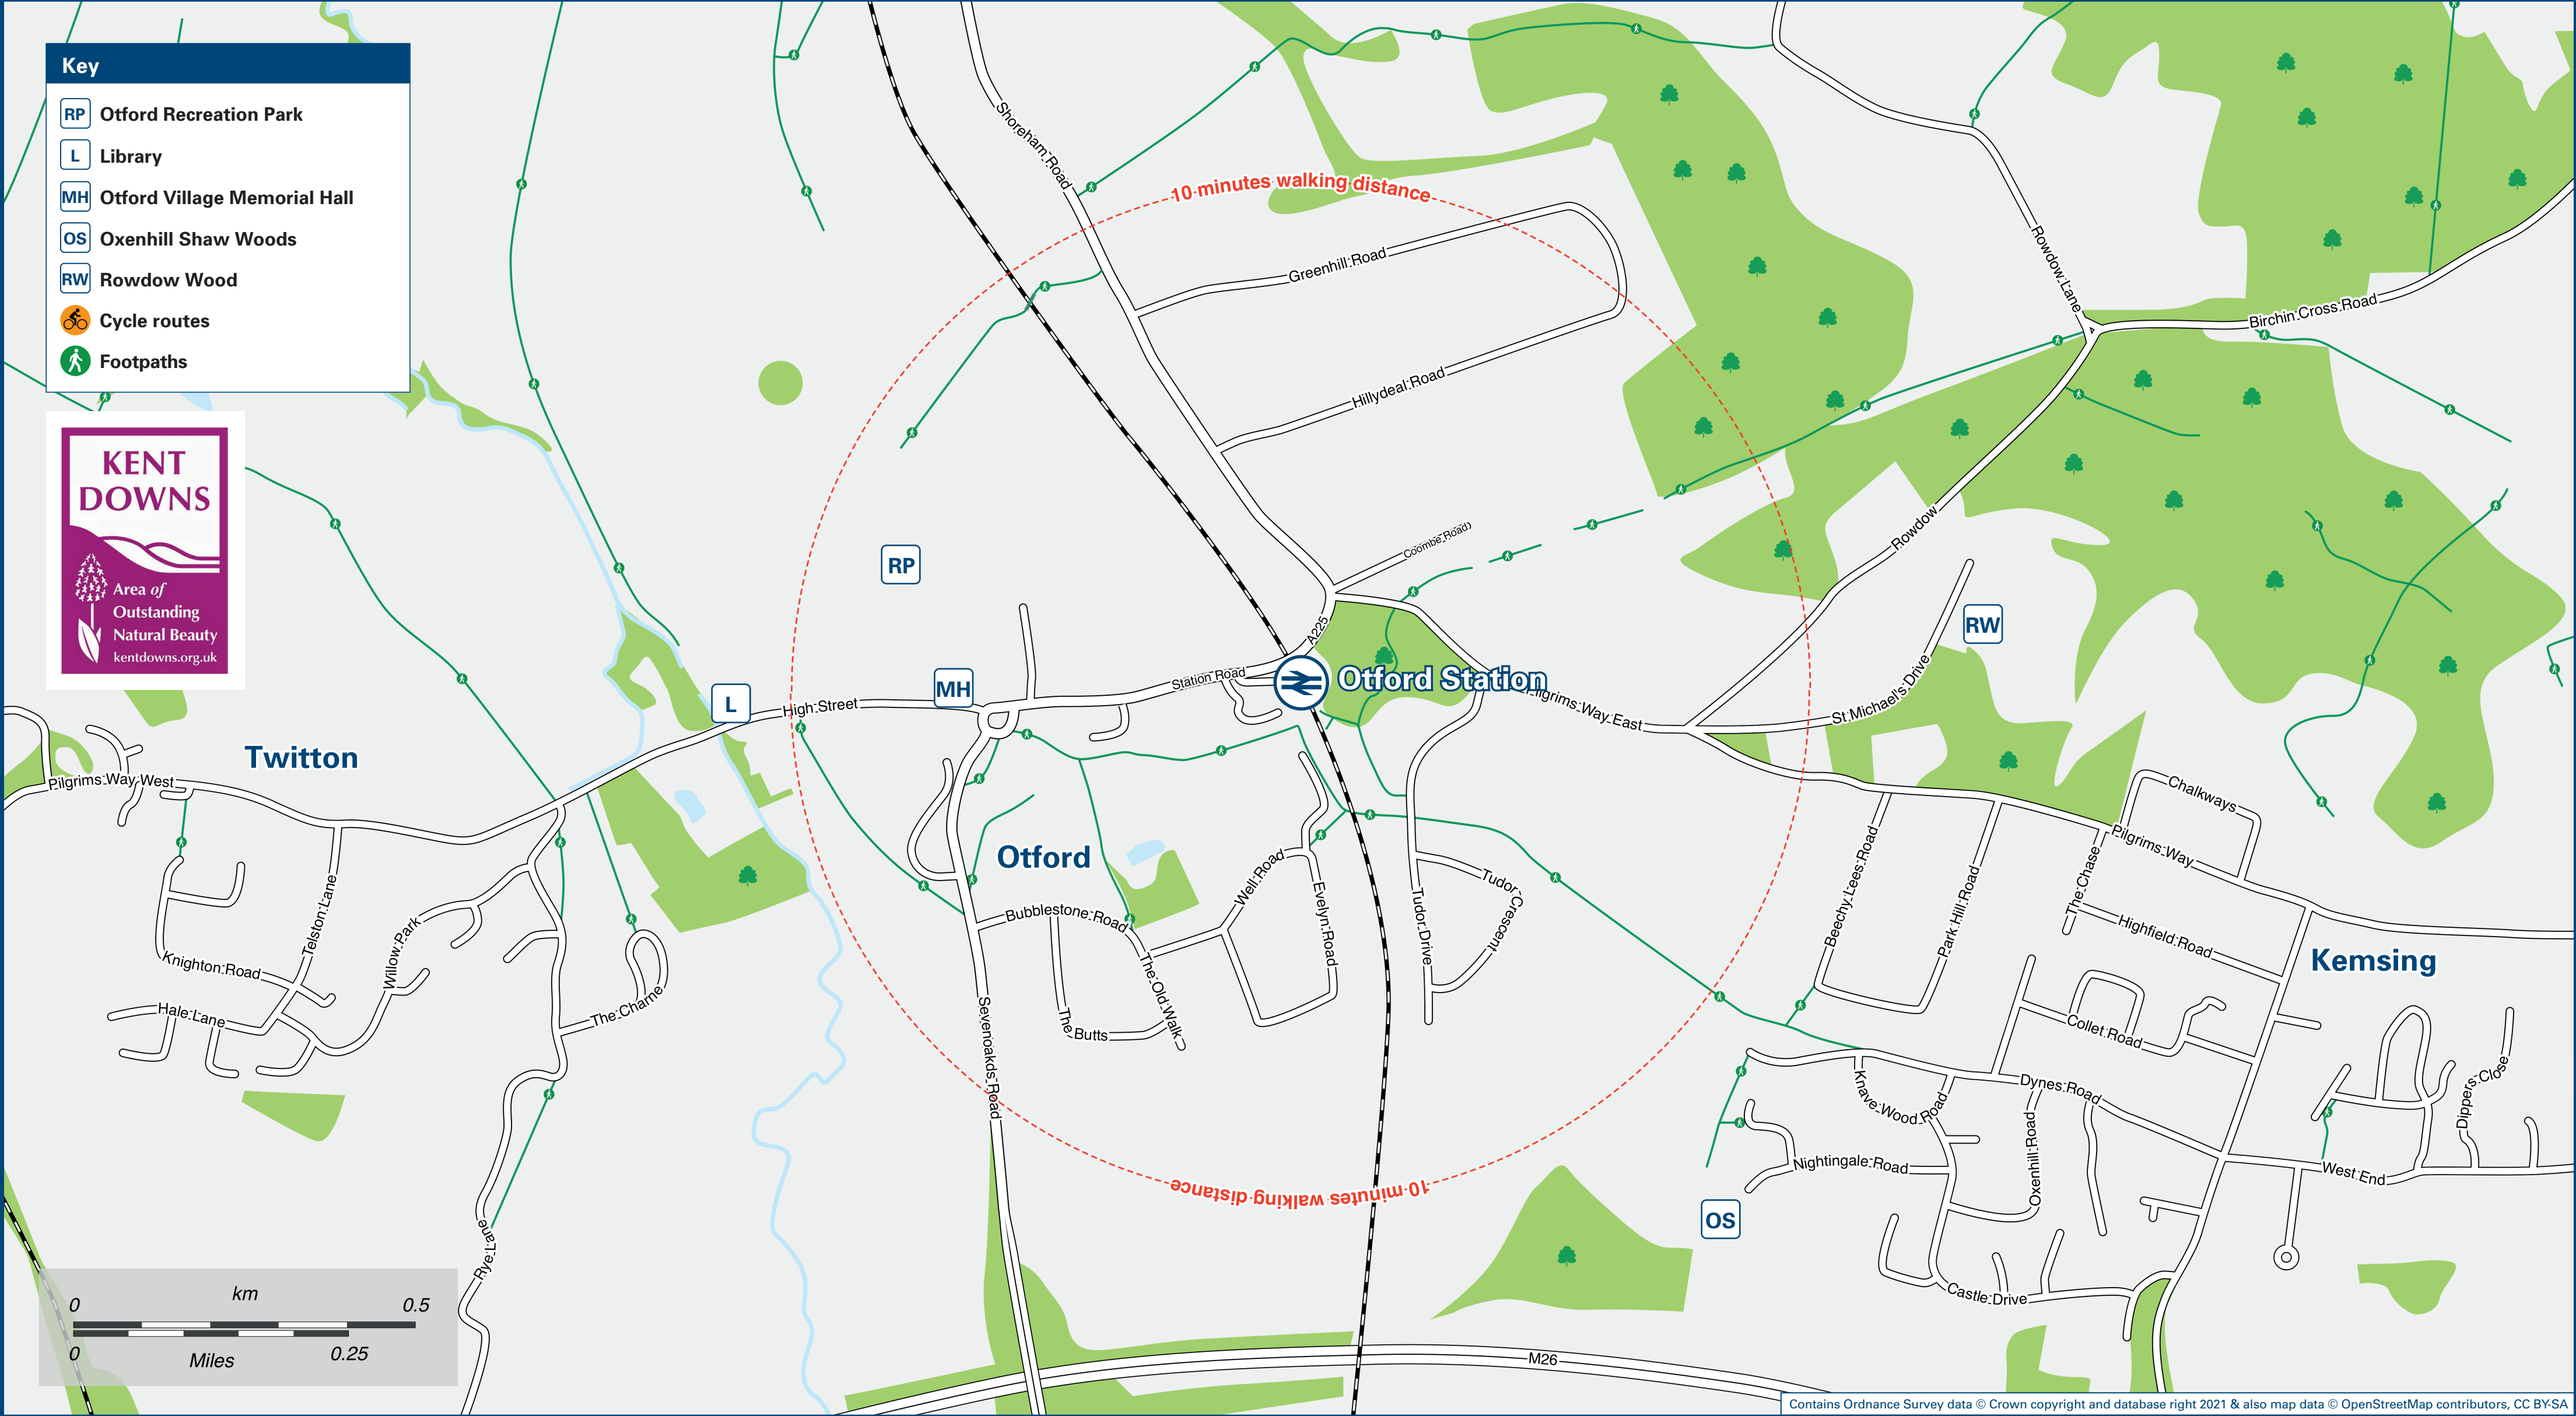 Key
RP Otford Recreation Park
L Library
MH Otford Village Memorial Hall
OS Oxenhill Shaw Woods
RW Rowdow Wood
Cycle routes
Footpaths
KENT
DOWNS
Area of
Outstanding
Natural Beauty
kentdowns.org.uk
Shoreham Road
10 minutes walking distance
Greenhill Road
Hillydeal Road
Rowdow Lane
Birchin Cross Road
Coombe Road)
Rowdow
RP
RW
A225
MH
Station Road
Otford Station
L
High Street
Pilgrims Way East
St Michael's Drive
Twitton
Pilgrims Way West
Otford
Chalkways
Pilgrims Way
Telston Lane
Willow Park
Knighton Road
Hale Lane
The Charne
Bubblestone Road
Well Road
Evelyn Road
The Old Walk
The Butts
Sevenoakds Road
Tudor Drive
Tudor Crescent
Beechy Lees Road
Park Hill Road
The Chase
Highfield Road
Kemsing
Collet Road
Dynes Road
Knave Wood Road
Oxenhill Road
Nightingale Road
Dippers Close
West End
Castle Drive
OS
10 minutes walking distance
Rye Lane
M26
km
0 0.5
0 Miles 0.25
Contains Ordnance Survey data © Crown copyright and database right 2021 & also map data © OpenStreetMap contributors, CC BY-SA